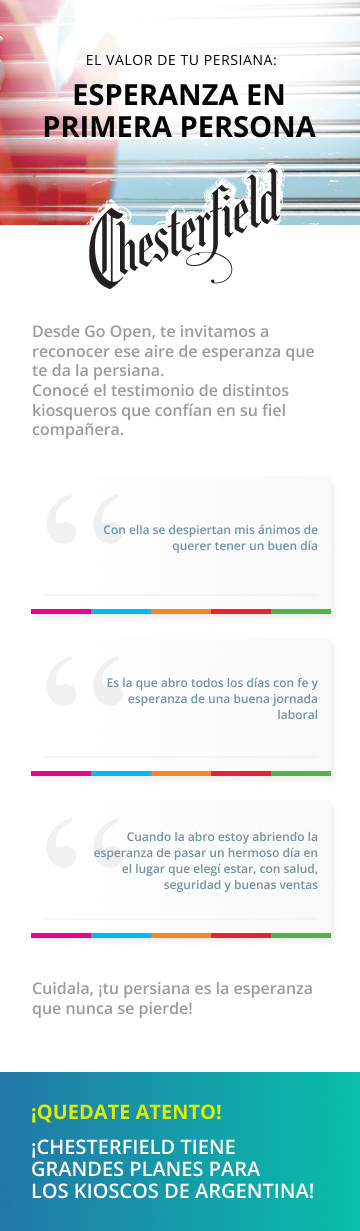 EL VALOR DE TU PERSIANA:
ESPERANZA EN
PRIMERA PERSONA
Chesterfield
Desde Go Open, te invitamos a
reconocer ese aire de esperanza que
te da la persiana.
Conocé el testimonio de distintos
kiosqueros que confían en su fiel
compañera.
“
Con ella se despiertan mis ánimos de
querer tener un buen día
“
Es la que abro todos los días con fe y
esperanza de una buena jornada
laboral
“
Cuando la abro estoy abriendo la
esperanza de pasar un hermoso día en
el lugar que elegí estar, con salud,
seguridad y buenas ventas
Cuidala, ¡tu persiana es la esperanza
que nunca se pierde!
¡QUEDATE ATENTO!
¡CHESTERFIELD TIENE
GRANDES PLANES PARA
LOS KIOSCOS DE ARGENTINA!